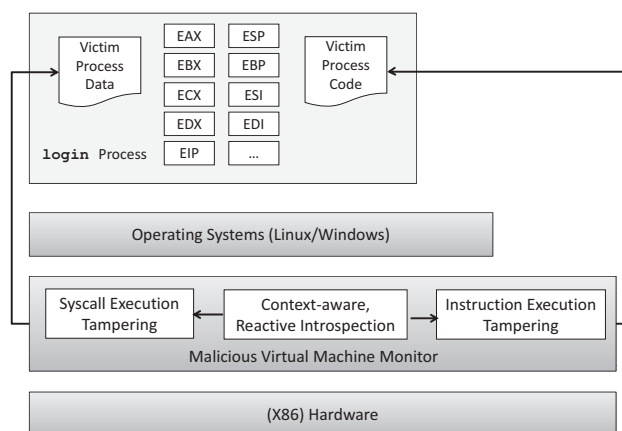 Victim
Process
Data
EAX
ESP
EBX
EBP
ECX
ESI
EDX
EDI
EIP
...
Victim
Process
Code
login Process
Operating Systems (Linux/Windows)
Syscall Execution
Tampering
Context-aware,
Reactive Introspection
Instruction Execution
Tampering
Malicious Virtual Machine Monitor
(X86) Hardware